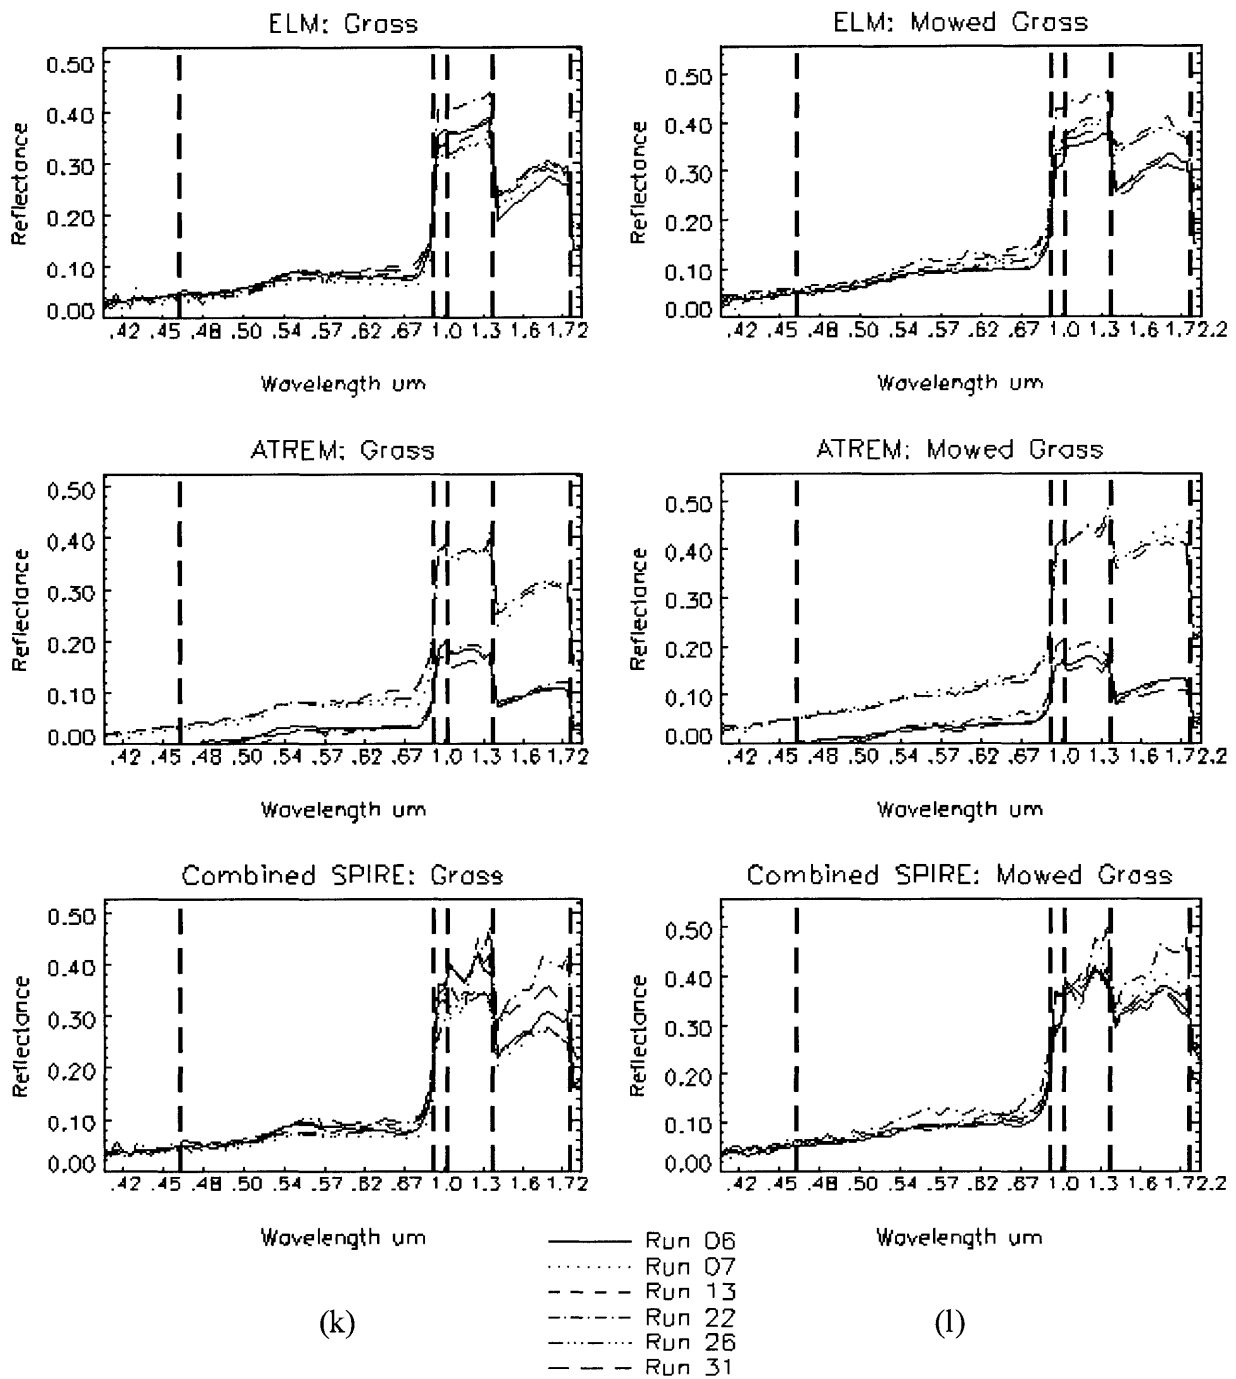 ELM: Grass
ELM: Mowed Grass
0.50
0.40
0.30
0.20
0.10
0.00
Reflectance
.42 .45 .48 .50 .54 .57 .62 .67 1.0 1.3 1.6 1.72
Wavelength um
0.50
0.40
0.30
0.20
0.10
0.00
Reflectance
.42 .45 .48 .50 .54 .57 .62 .67 1.0 1.3 1.6 1.72.2
Wavelength um
ATREM: Grass
ATREM: Mowed Grass
0.50
0.40
0.30
0.20
0.10
0.00
Reflectance
.42 .45 .48 .50 .54 .57 .62 .67 1.0 1.3 1.6 1.72
Wavelength um
0.50
0.40
0.30
0.20
0.10
0.00
Reflectance
.42 .45 .48 .50 .54 .57 .62 .67 1.0 1.3 1.6 1.72.2
Wavelength um
Combined SPIRE: Grass
Combined SPIRE: Mowed Grass
0.50
0.40
0.30
0.20
0.10
0.00
Reflectance
.42 .45 .48 .50 .54 .57 .62 .67 1.0 1.3 1.6 1.72
Wavelength um
0.50
0.40
0.30
0.20
0.10
0.00
Reflectance
.42 .45 .48 .50 .54 .57 .62 .67 1.0 1.3 1.6 1.72.2
Wavelength um
Run 06
Run 07
Run 13
Run 22
Run 26
Run 31
(k)
(l)